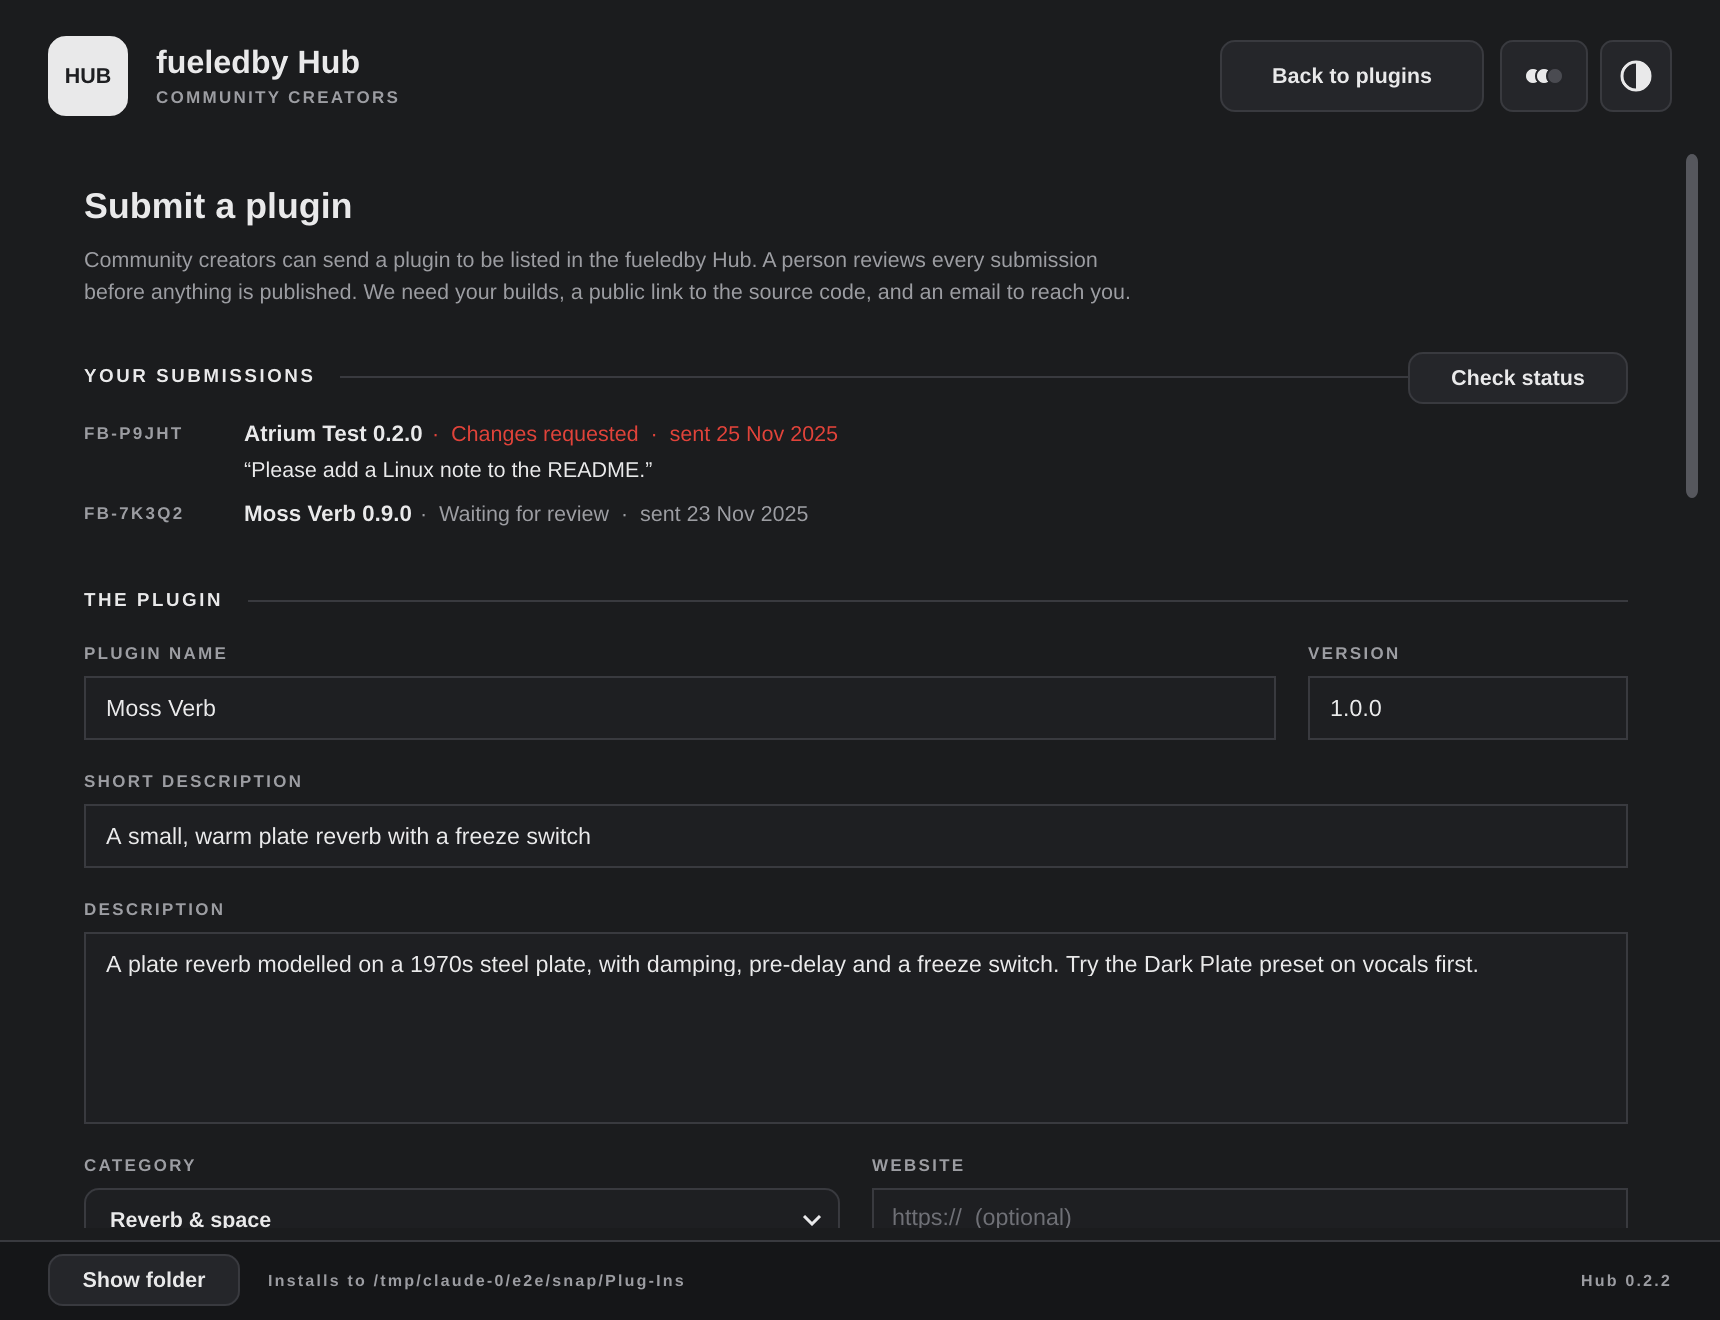 HUB
fueledby Hub
COMMUNITY CREATORS
Back to plugins
Submit a plugin
Community creators can send a plugin to be listed in the fueledby Hub. A person reviews every submission
before anything is published. We need your builds, a public link to the source code, and an email to reach you.
YOUR SUBMISSIONS
Check status
FB-P9JHT Atrium Test 0.2.0 · Changes requested · sent 25 Nov 2025
“Please add a Linux note to the README.”
FB-7K3Q2 Moss Verb 0.9.0 · Waiting for review · sent 23 Nov 2025
THE PLUGIN
PLUGIN NAME VERSION
Moss Verb 1.0.0
SHORT DESCRIPTION
A small, warm plate reverb with a freeze switch
DESCRIPTION
A plate reverb modelled on a 1970s steel plate, with damping, pre-delay and a freeze switch. Try the Dark Plate preset on vocals first.
CATEGORY WEBSITE
Reverb & space https:// (optional)
Show folder Installs to /tmp/claude-0/e2e/snap/Plug-Ins Hub 0.2.2